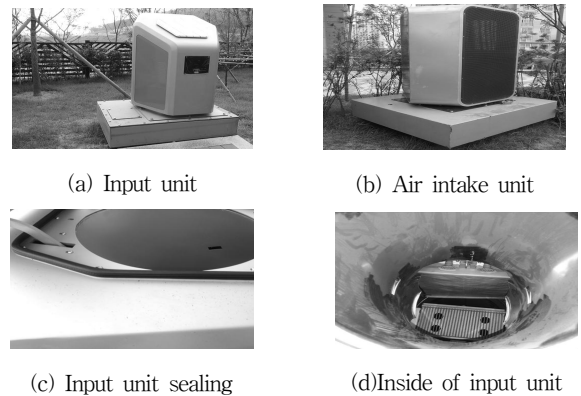 (a) Input unit
(b) Air intake unit
(c) Input unit sealing
(d)Inside of input unit